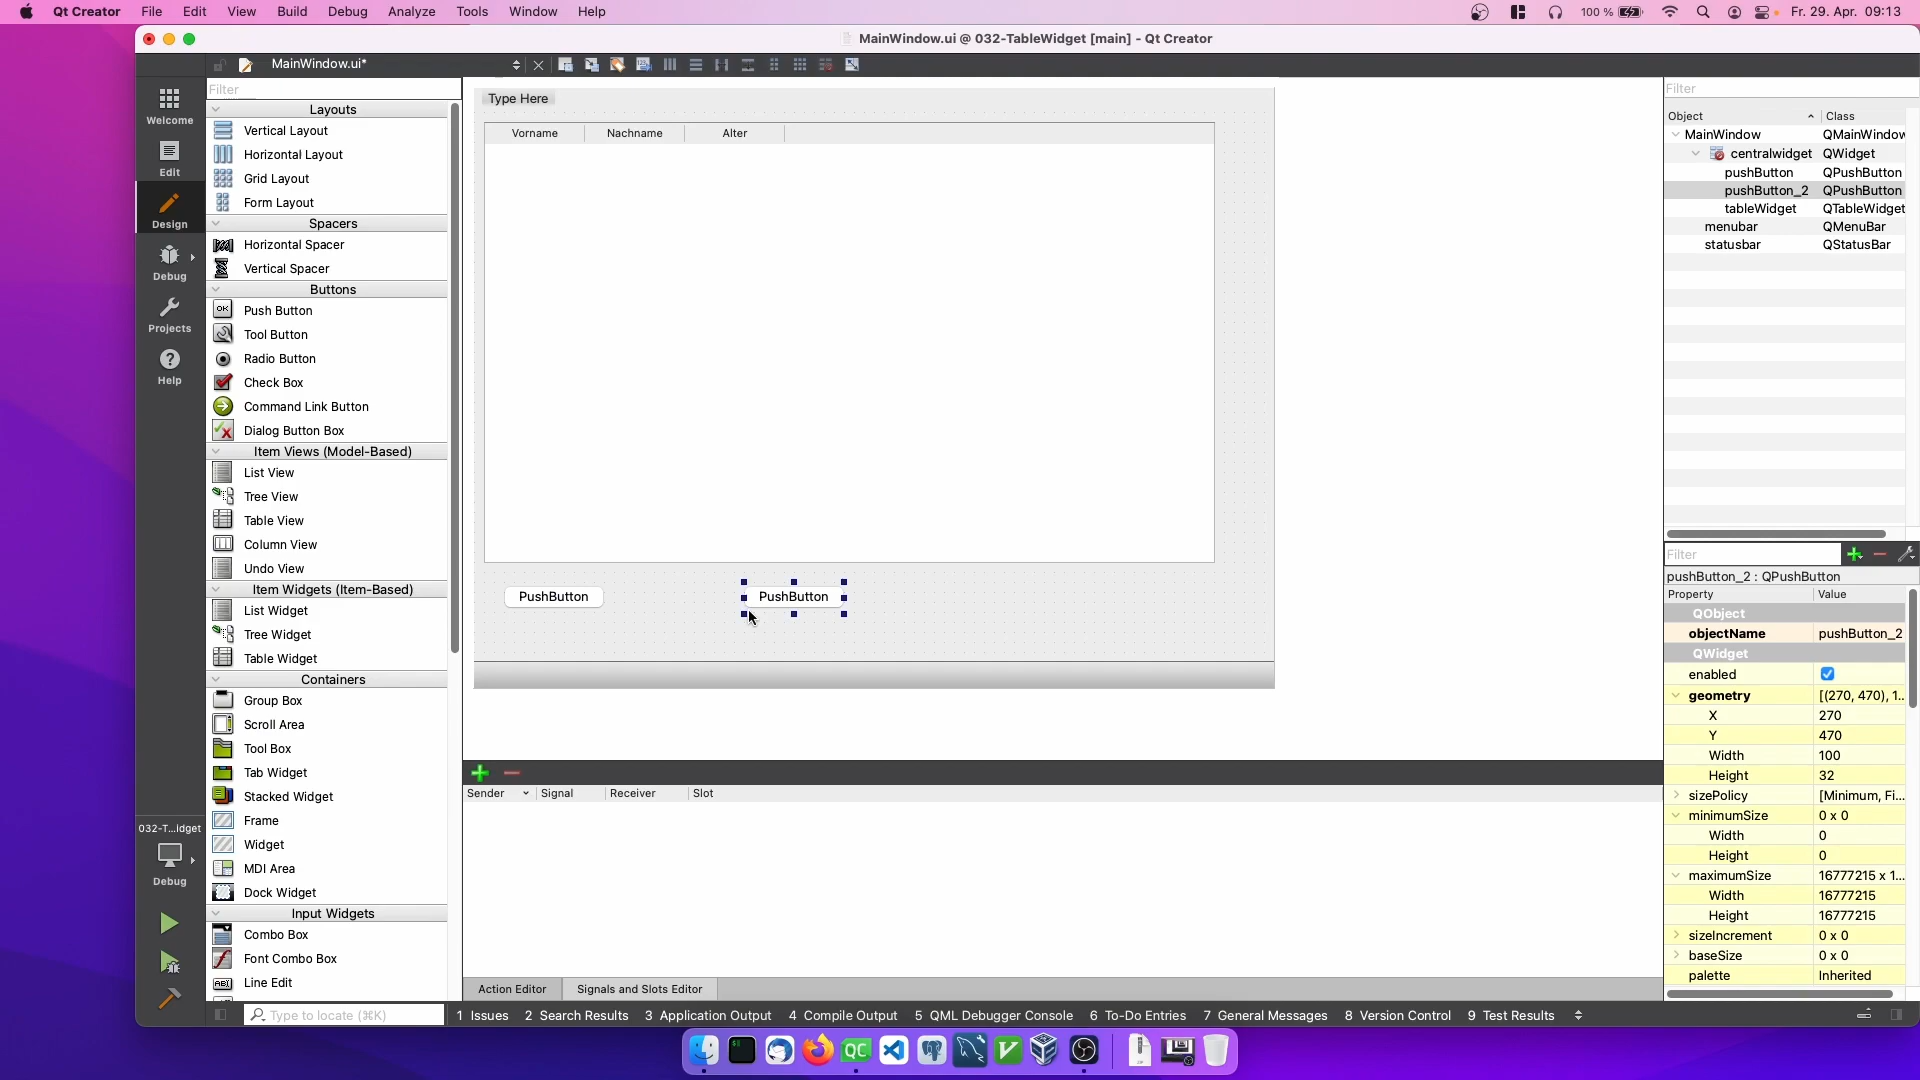 Qt Creator File Edit View Build Debug Analyze Tools Window Help 100 % Fr. 29. Apr. 09:13
MainWindow.ui @ 032-TableWidget [main] - Qt Creator
MainWindow.ui*
Welcome
Edit
Design
Debug
Projects
Help
032-T...idget
Debug
Filter
Layouts
Vertical Layout
Horizontal Layout
Grid Layout
Form Layout
Spacers
Horizontal Spacer
Vertical Spacer
Buttons
OK Push Button
Tool Button
Radio Button
Check Box
Command Link Button
Dialog Button Box
Item Views (Model-Based)
List View
Tree View
Table View
Column View
Undo View
Item Widgets (Item-Based)
List Widget
Tree Widget
Table Widget
Containers
Group Box
Scroll Area
Tool Box
Tab Widget
Stacked Widget
Frame
Widget
MDI Area
Dock Widget
Input Widgets
Combo Box
Font Combo Box
ABI Line Edit
Type Here
Vorname Nachname Alter
PushButton PushButton
Sender Signal Receiver Slot
Action Editor Signals and Slots Editor
Filter
Object Class
MainWindow QMainWindow
centralwidget QWidget
pushButton QPushButton
pushButton_2 QPushButton
tableWidget QTableWidget
menubar QMenuBar
statusbar QStatusBar
Filter
pushButton_2 : QPushButton
Property Value
QObject
objectName pushButton_2
QWidget
enabled
geometry [(270, 470), 1...
X 270
Y 470
Width 100
Height 32
sizePolicy [Minimum, Fi...
minimumSize 0 x 0
Width 0
Height 0
maximumSize 16777215 x 1...
Width 16777215
Height 16777215
sizeIncrement 0 x 0
baseSize 0 x 0
palette Inherited
Type to locate (⌘K) 1 Issues 2 Search Results 3 Application Output 4 Compile Output 5 QML Debugger Console 6 To-Do Entries 7 General Messages 8 Version Control 9 Test Results
QC